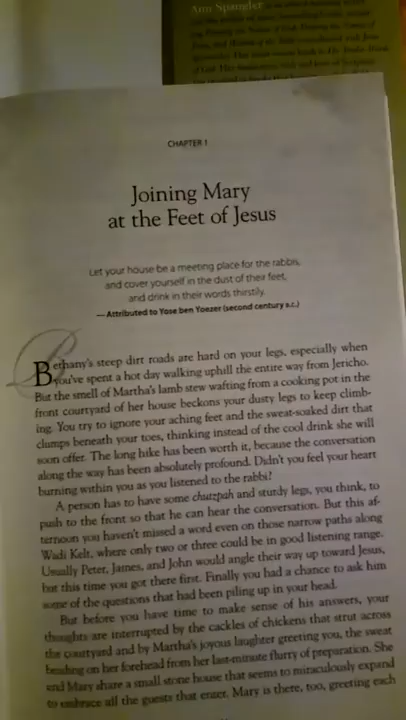 Ann Spangler
CHAPTER 1
Joining Mary
at the Feet of Jesus
Let your house be a meeting place for the rabbis,
and cover yourself in the dust of their feet,
and drink in their words thirstily.
— Attributed to Yose ben Yoezer (second century B.C.)
Bethany's steep dirt roads are hard on your legs, especially when
you've spent a hot day walking uphill the entire way from Jericho.
But the smell of Martha's lamb stew wafting from a cooking pot in the
front courtyard of her house beckons your dusty legs to keep climb-
ing. You try to ignore your aching feet and the sweat-soaked dirt that
clumps beneath your toes, thinking instead of the cool drink she will
soon offer. The long hike has been worth it, because the conversation
along the way has been absolutely profound. Didn't you feel your heart
burning within you as you listened to the rabbi?
A person has to have some chutzpah and sturdy legs, you think, to
push to the front so that he can hear the conversation. But this af-
ternoon you haven't missed a word even on those narrow paths along
Wadi Kelt, where only two or three could be in good listening range.
Usually Peter, James, and John would angle their way up toward Jesus,
but this time you got there first. Finally you had a chance to ask him
some of the questions that had been piling up in your head.
But before you have time to make sense of his answers, your
thoughts are interrupted by the cackles of chickens that strut across
the courtyard and by Martha's joyous laughter greeting you, the sweat
beading on her forehead from her last-minute flurry of preparation. She
and Mary share a small stone house that seems to miraculously expand
to embrace all the guests that enter. Mary is there, too, greeting each